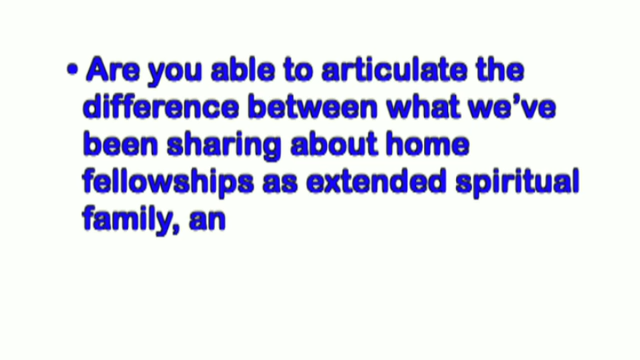 • Are you able to articulate the
difference between what we've
been sharing about home
fellowships as extended spiritual
family, an